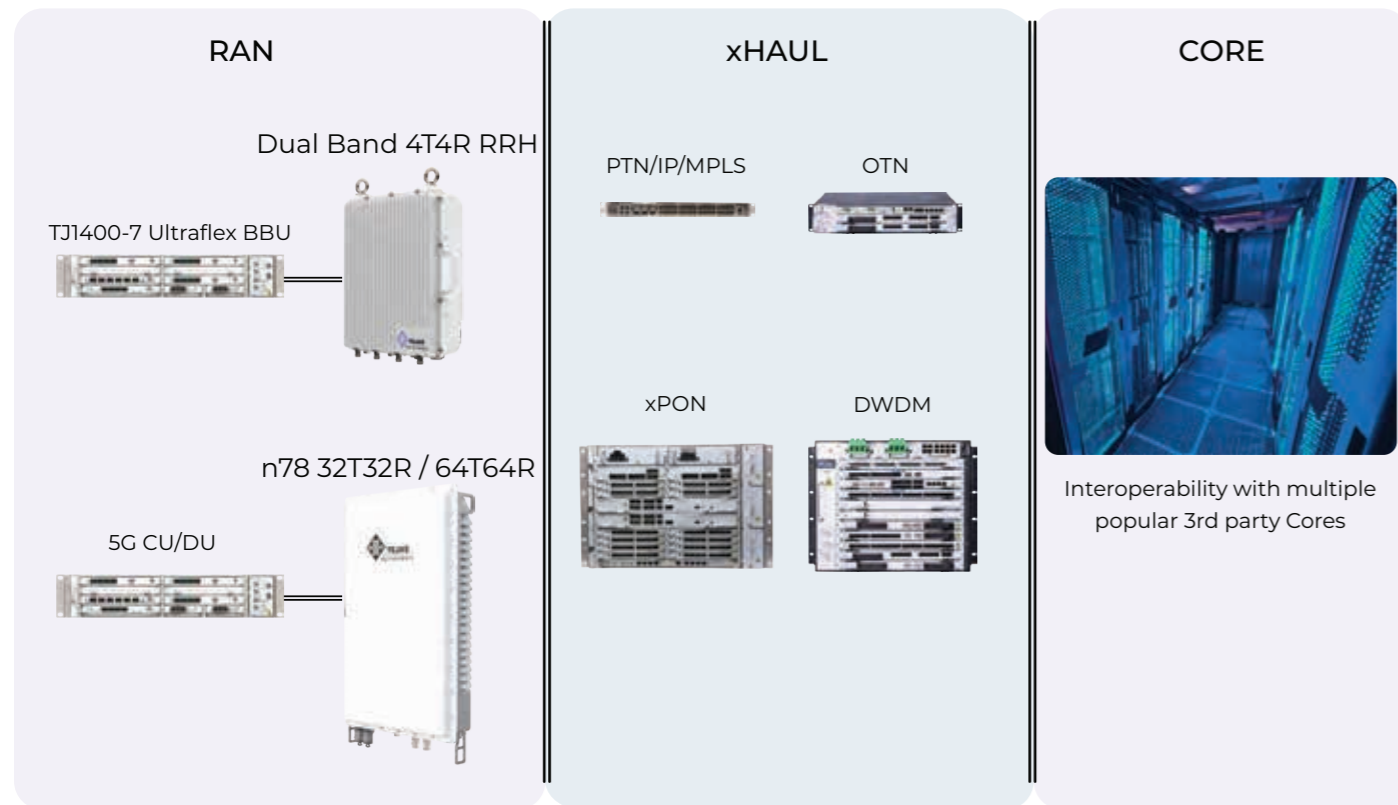 RAN
Dual Band 4T4R RRH
TJ1400-7 Ultraflex BBU
n78 32T32R / 64T64R
5G CU/DU
xHAUL
PTN/IP/MPLS
OTN
xPON
DWDM
CORE
Interoperability with multiple
popular 3rd party Cores